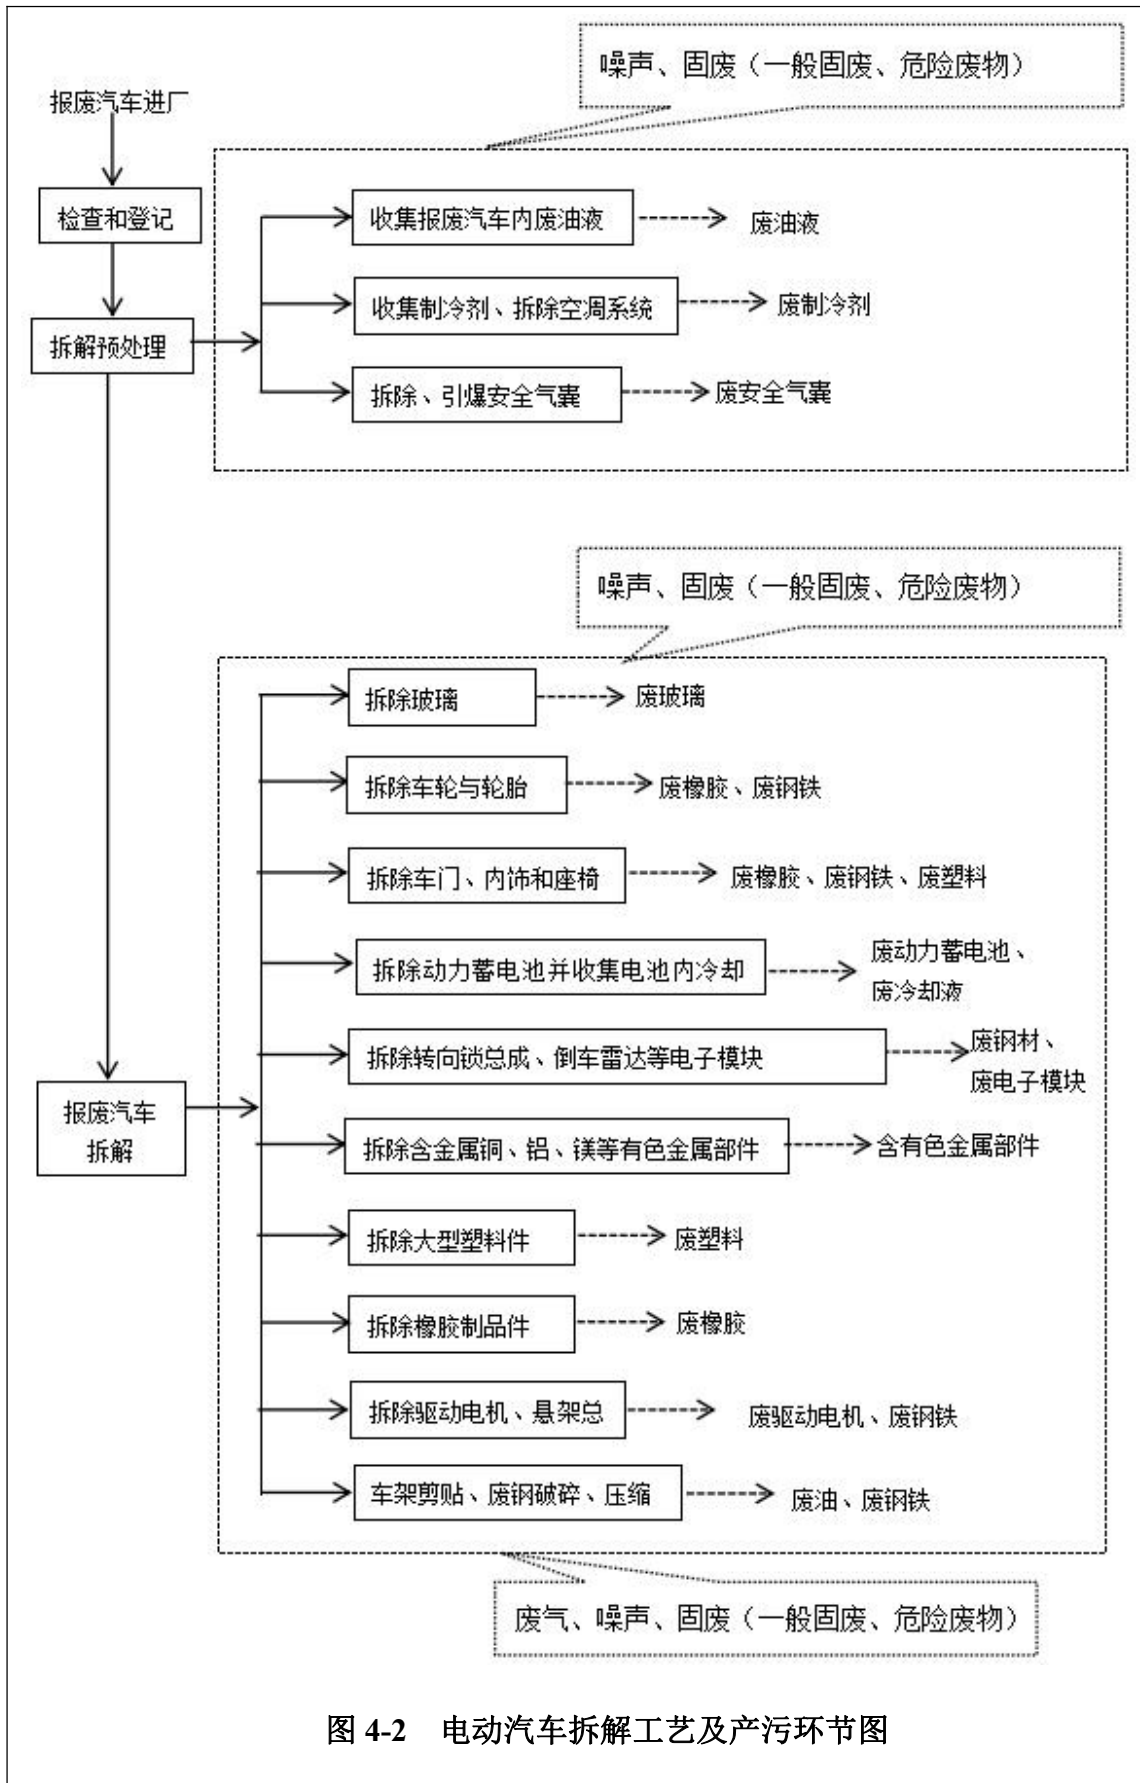 噪声、固废（一般固废、危险废物）
报废汽车进厂
检查和登记
收集报废汽车内废油液
废油液
收集制冷剂、拆除空调系统
废制冷剂
拆解预处理
拆除、引爆安全气囊
废安全气囊
噪声、固废（一般固废、危险废物）
拆除玻璃
废玻璃
拆除车轮与轮胎
废橡胶、废钢铁
拆除车门、内饰和座椅
废橡胶、废钢铁、废塑料
拆除动力蓄电池并收集电池内冷却
废动力蓄电池、
废冷却液
拆除转向锁总成、倒车雷达等电子模块
废钢材、
废电子模块
报废汽车
拆解
拆除含金属铜、铝、镁等有色金属部件
含有色金属部件
拆除大型塑料件
废塑料
拆除橡胶制品件
废橡胶
拆除驱动电机、悬架总
废驱动电机、废钢铁
车架剪贴、废钢破碎、压缩
废油、废钢铁
废气、噪声、固废（一般固废、危险废物）
图 4-2 电动汽车拆解工艺及产污环节图